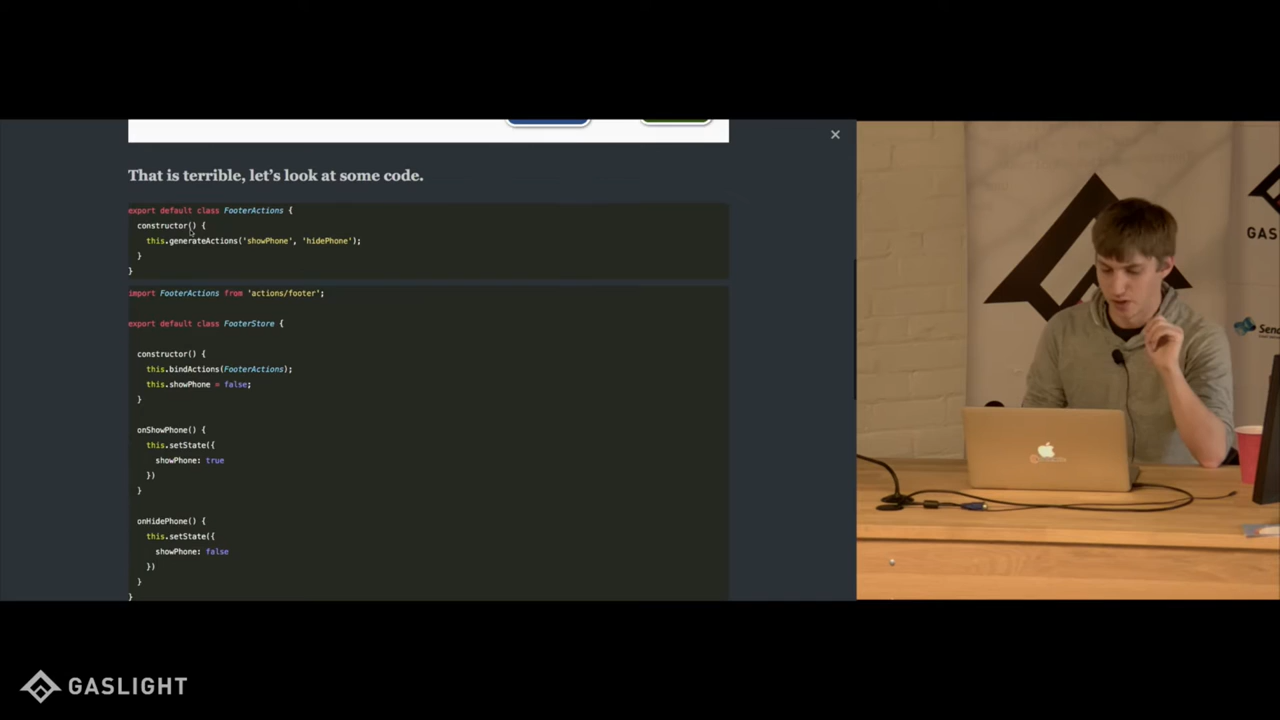 That is terrible, let's look at some code.
export default class FooterActions {
constructor() {
this.generateActions('showPhone', 'hidePhone');
}
}
import FooterActions from 'actions/footer';
export default class FooterStore {
constructor() {
this.bindActions(FooterActions);
this.showPhone = false;
}
onShowPhone() {
this.setState({
showPhone: true
})
}
onHidePhone() {
this.setState({
showPhone: false
})
}
}
GAS
Send
GASLIGHT